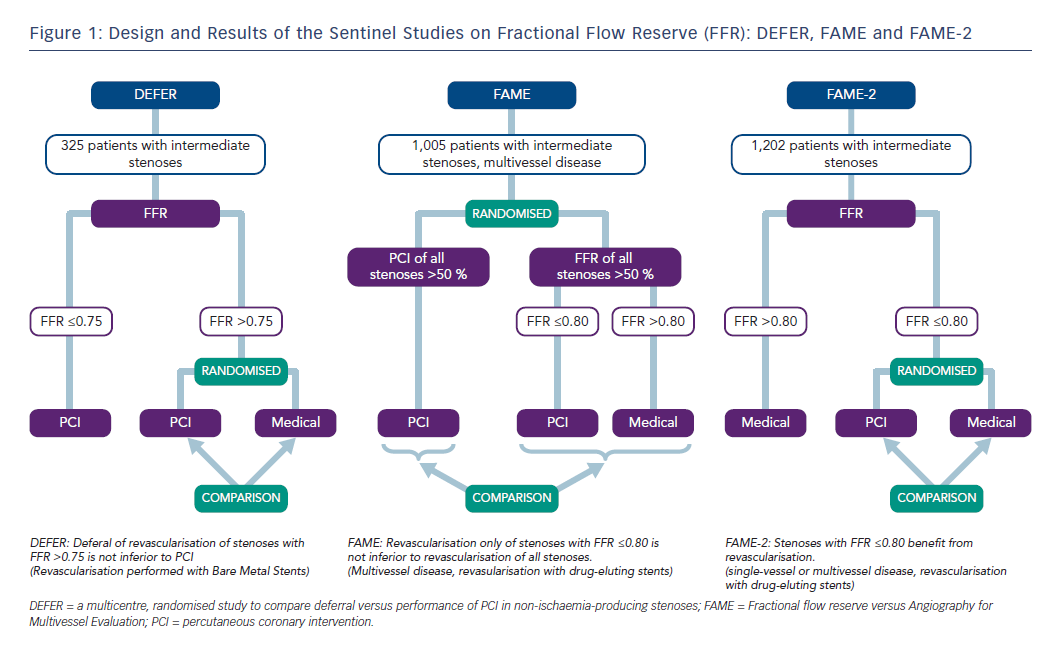 Figure 1: Design and Results of the Sentinel Studies on Fractional Flow Reserve (FFR): DEFER, FAME and FAME-2
DEFER
325 patients with intermediate
stenoses
FFR
FFR ≤0.75
FFR >0.75
RANDOMISED
PCI
PCI
Medical
COMPARISON
DEFER: Deferal of revascularisation of stenoses with
FFR >0.75 is not inferior to PCI
(Revascularisation performed with Bare Metal Stents)
FAME
1,005 patients with intermediate
stenoses, multivessel disease
RANDOMISED
PCI of all
stenoses >50 %
FFR of all
stenoses >50 %
FFR ≤0.80
FFR >0.80
PCI
PCI
Medical
COMPARISON
FAME: Revascularisation only of stenoses with FFR ≤0.80 is
not inferior to revascularisation of all stenoses.
(Multivessel disease, revasularisation with drug-eluting stents)
FAME-2
1,202 patients with intermediate
stenoses
FFR
FFR >0.80
FFR ≤0.80
RANDOMISED
Medical
PCI
Medical
COMPARISON
FAME-2: Stenoses with FFR ≤0.80 benefit from
revascularisation.
(single-vessel or multivessel disease, revascularisation
with drug-eluting stents)
DEFER = a multicentre, randomised study to compare deferral versus performance of PCI in non-ischaemia-producing stenoses; FAME = Fractional flow reserve versus Angiography for
Multivessel Evaluation; PCI = percutaneous coronary intervention.